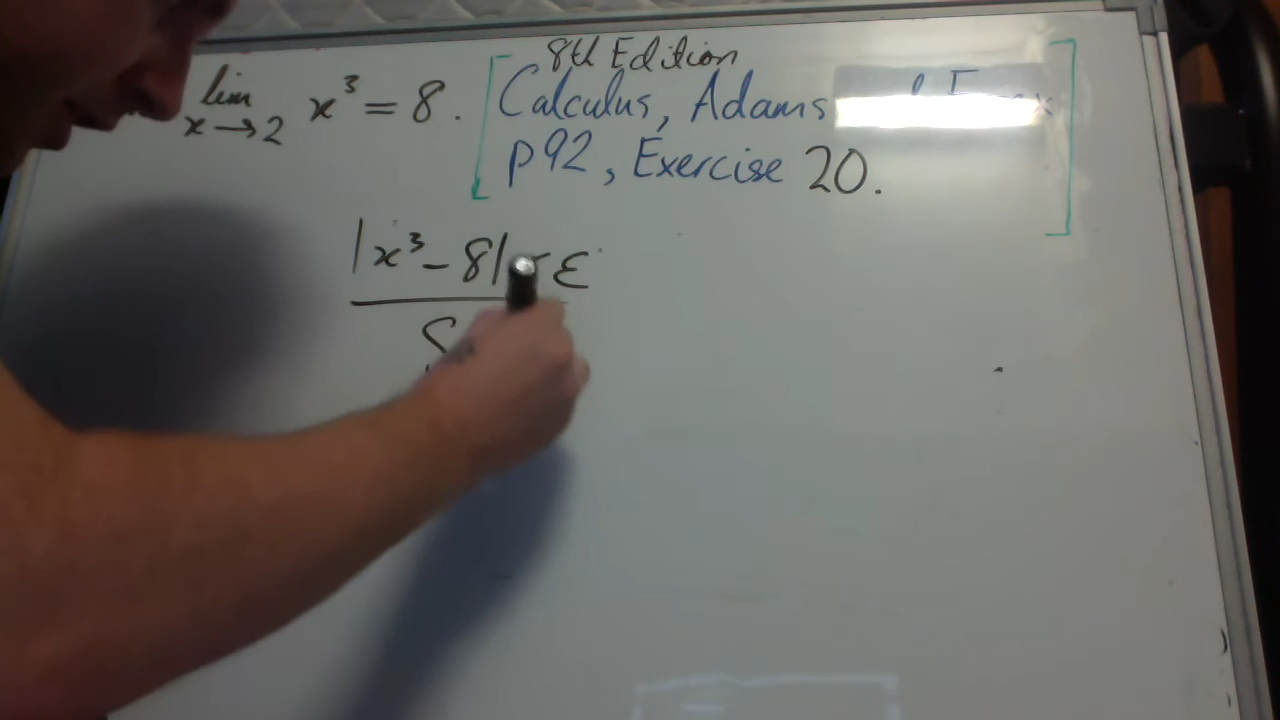 8th Edition
lim x→2 x³ = 8. [Calculus, Adams
p92, Exercise 20.]
|x³ - 8| < ε